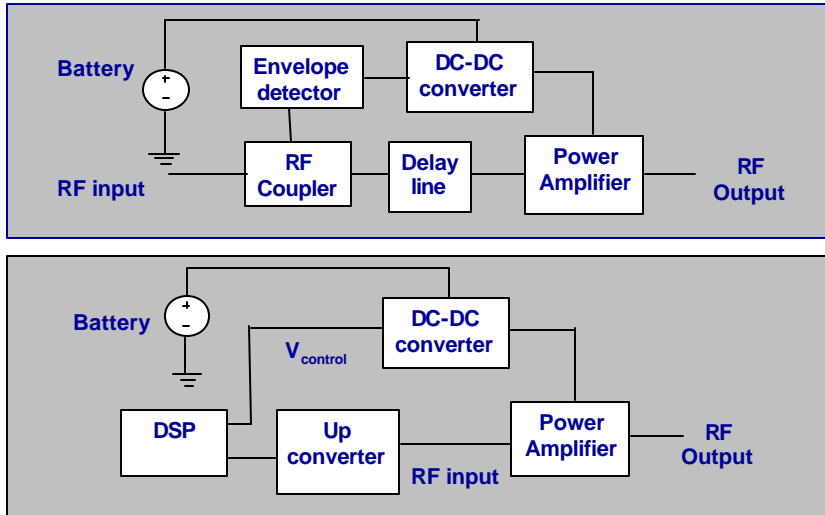 Battery
+
−
Envelope
detector
DC-DC
converter
RF input
RF
Coupler
Delay
line
Power
Amplifier
RF
Output
Battery
+
−
DC-DC
converter
Vcontrol
DSP
Up
converter
RF input
Power
Amplifier
RF
Output